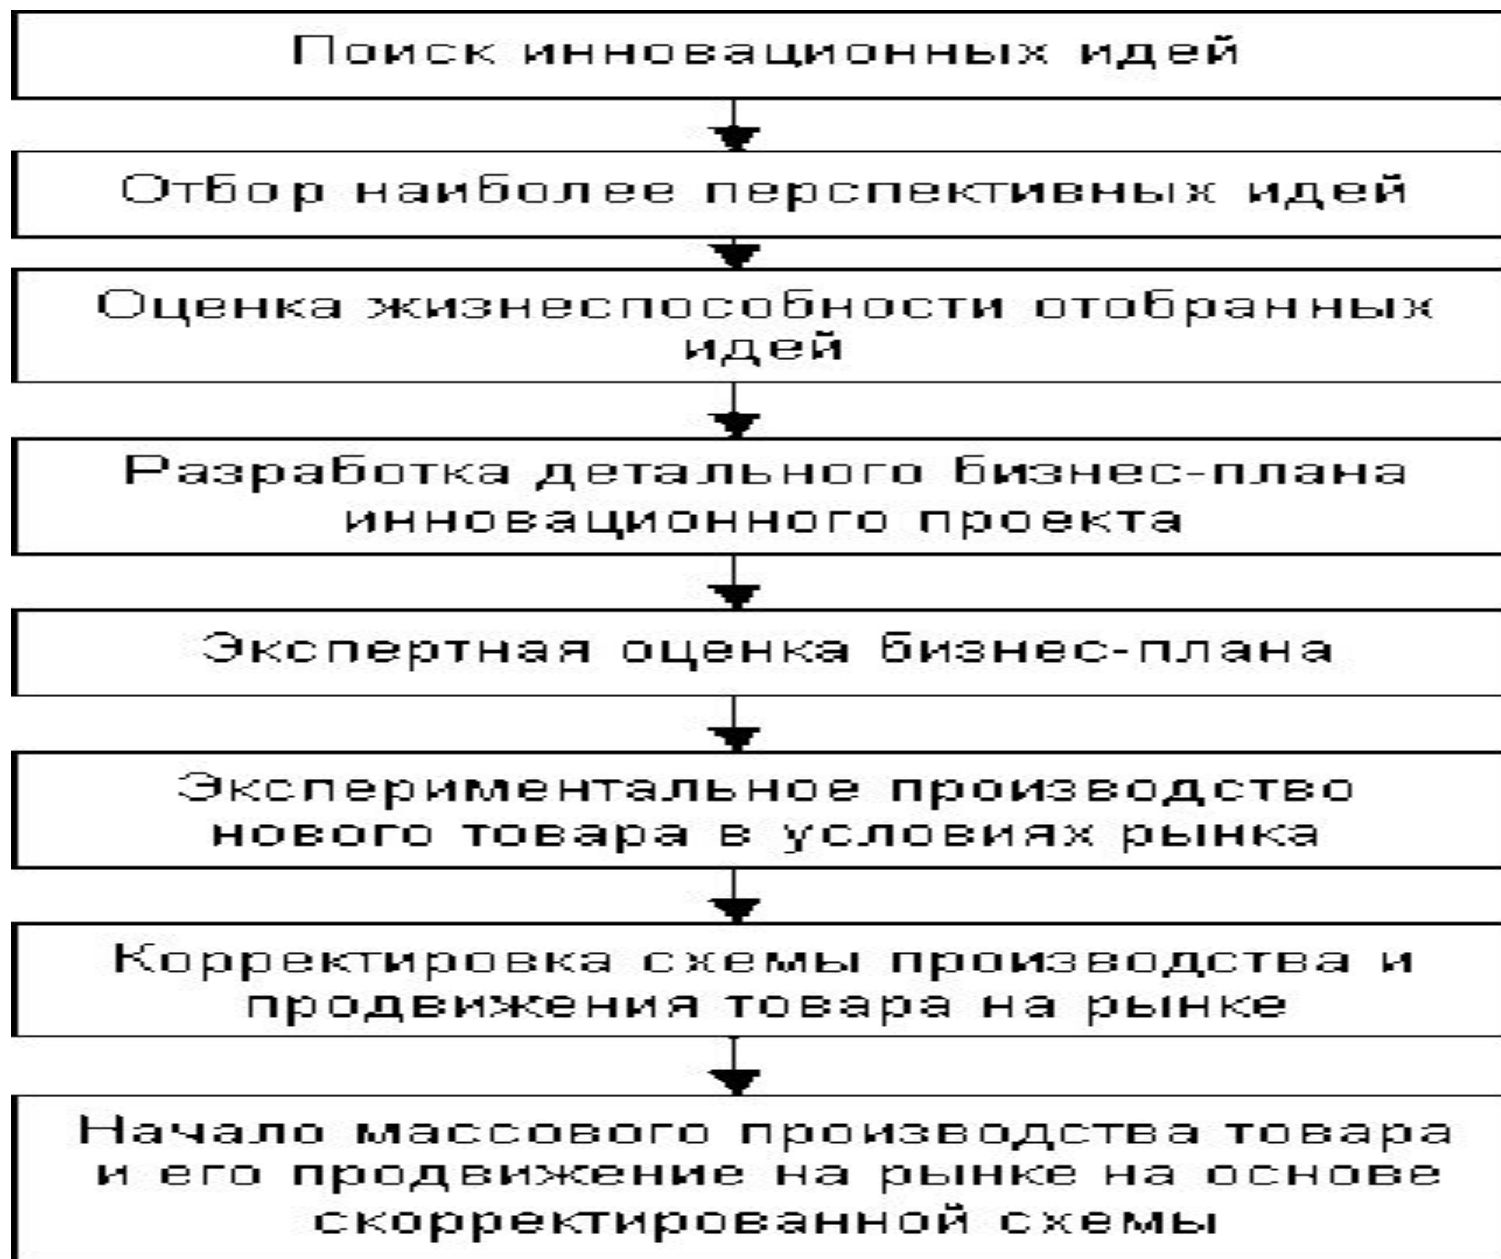 Поиск инновационных идей
Отбор наиболее перспективных идей
Оценка жизнеспособности отобранных
идей
Разработка детального бизнес-плана
инновационного проекта
Экспертная оценка бизнес-плана
Экспериментальное производство
нового товара в условиях рынка
Корректировка схемы производства и
продвижения товара на рынке
Начало массового производства товара
и его продвижение на рынке на основе
скорректированной схемы